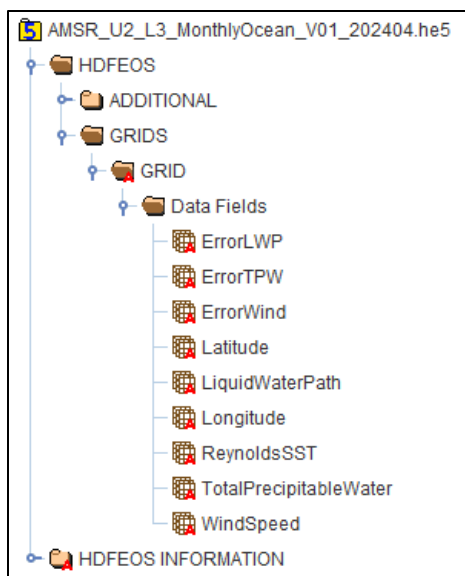 AMSR_U2_L3_MonthlyOcean_V01_202404.he5
HDFEOS
ADDITIONAL
GRIDS
GRID
Data Fields
ErrorLWP
ErrorTPW
ErrorWind
Latitude
LiquidWaterPath
Longitude
ReynoldsSST
TotalPrecipitableWater
WindSpeed
HDFEOS INFORMATION